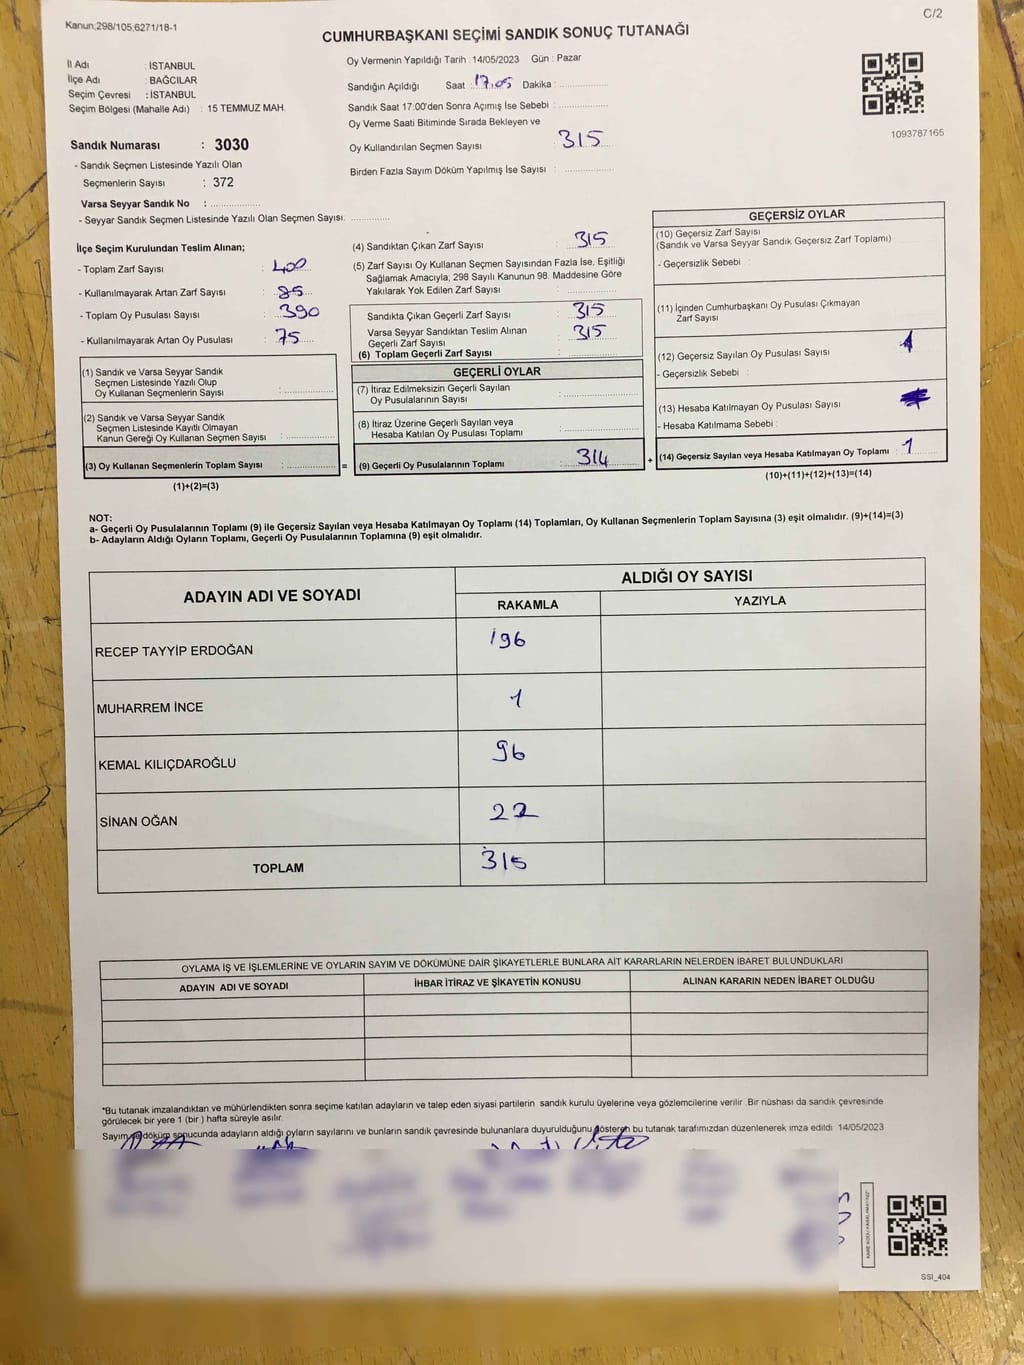 Kanun;298/105,6271/18-1
C/2
CUMHURBAŞKANI SEÇİMİ SANDIK SONUÇ TUTANAĞI
İl Adı : İSTANBUL
İlçe Adı : BAĞCILAR
Seçim Çevresi : İSTANBUL
Seçim Bölgesi (Mahalle Adı) : 15 TEMMUZ MAH.
Sandık Numarası : 3030
- Sandık Seçmen Listesinde Yazılı Olan
Seçmenlerin Sayısı : 372
Varsa Seyyar Sandık No :
- Seyyar Sandık Seçmen Listesinde Yazılı Olan Seçmen Sayısı:
Oy Vermenin Yapıldığı Tarih : 14/05/2023 Gün : Pazar
Sandığın Açıldığı Saat : 17.05 Dakika :
Sandık Saat 17:00'den Sonra Açımış İse Sebebi :
Oy Verme Saati Bitiminde Sırada Bekleyen ve
Oy Kullandırılan Seçmen Sayısı : 315
Birden Fazla Sayım Döküm Yapılmış İse Sayısı :
1093787165
İlçe Seçim Kurulundan Teslim Alınan;
- Toplam Zarf Sayısı : 400
- Kullanılmayarak Artan Zarf Sayısı : 85
- Toplam Oy Pusulası Sayısı : 390
- Kullanılmayarak Artan Oy Pusulası : 75
(1) Sandık ve Varsa Seyyar Sandık
Seçmen Listesinde Yazılı Olup
Oy Kullanan Seçmenlerin Sayısı :
(2) Sandık ve Varsa Seyyar Sandık
Seçmen Listesinde Kayıtlı Olmayan
Kanun Gereği Oy Kullanan Seçmen Sayısı :
(3) Oy Kullanan Seçmenlerin Toplam Sayısı :
(1)+(2)=(3)
=
(4) Sandıktan Çıkan Zarf Sayısı 315
(5) Zarf Sayısı Oy Kullanan Seçmen Sayısından Fazla İse, Eşitliği
Sağlamak Amacıyla, 298 Sayılı Kanunun 98. Maddesine Göre
Yakılarak Yok Edilen Zarf Sayısı :
Sandıkta Çıkan Geçerli Zarf Sayısı : 315
Varsa Seyyar Sandıktan Teslim Alınan
Geçerli Zarf Sayısı : 315
(6) Toplam Geçerli Zarf Sayısı :
GEÇERLİ OYLAR
(7) İtiraz Edilmeksizin Geçerli Sayılan
Oy Pusulalarının Sayısı :
(8) İtiraz Üzerine Geçerli Sayılan veya
Hesaba Katılan Oy Pusulası Toplamı :
(9) Geçerli Oy Pusulalarının Toplamı : 314
+
GEÇERSİZ OYLAR
(10) Geçersiz Zarf Sayısı
(Sandık ve Varsa Seyyar Sandık Geçersiz Zarf Toplamı)
- Geçersizlik Sebebi :
(11) İçinden Cumhurbaşkanı Oy Pusulası Çıkmayan
Zarf Sayısı
(12) Geçersiz Sayılan Oy Pusulası Sayısı 1
- Geçersizlik Sebebi :
(13) Hesaba Katılmayan Oy Pusulası Sayısı
- Hesaba Katılmama Sebebi :
(14) Geçersiz Sayılan veya Hesaba Katılmayan Oy Toplamı : 1
(10)+(11)+(12)+(13)=(14)
NOT:
a- Geçerli Oy Pusulalarının Toplamı (9) ile Geçersiz Sayılan veya Hesaba Katılmayan Oy Toplamı (14) Toplamları, Oy Kullanan Seçmenlerin Toplam Sayısına (3) eşit olmalıdır. (9)+(14)=(3)
b- Adayların Aldığı Oyların Toplamı, Geçerli Oy Pusulalarının Toplamına (9) eşit olmalıdır.
ADAYIN ADI VE SOYADI
ALDIĞI OY SAYISI
RAKAMLA YAZIYLA
RECEP TAYYİP ERDOĞAN 196
MUHARREM İNCE 1
KEMAL KILIÇDAROĞLU 96
SİNAN OĞAN 22
TOPLAM 315
OYLAMA İŞ VE İŞLEMLERİNE VE OYLARIN SAYIM VE DÖKÜMÜNE DAİR ŞİKAYETLERLE BUNLARA AİT KARARLARIN NELERDEN İBARET BULUNDUKLARI
ADAYIN ADI VE SOYADI İHBAR İTİRAZ VE ŞİKAYETİN KONUSU ALINAN KARARIN NEDEN İBARET OLDUĞU
*Bu tutanak imzalandıktan ve mühürlendikten sonra seçime katılan adayların ve talep eden siyasi partilerin sandık kurulu üyelerine veya gözlemcilerine verilir. Bir nüshası da sandık çevresinde
görülecek bir yere 1 (bir) hafta süreyle asılır.
Sayım ve döküm sonucunda adayların aldığı oyların sayılarını ve bunların sandık çevresinde bulunanlara duyurulduğunu gösteren bu tutanak tarafımızdan düzenlenerek imza edildi 14/05/2023
SSI_404